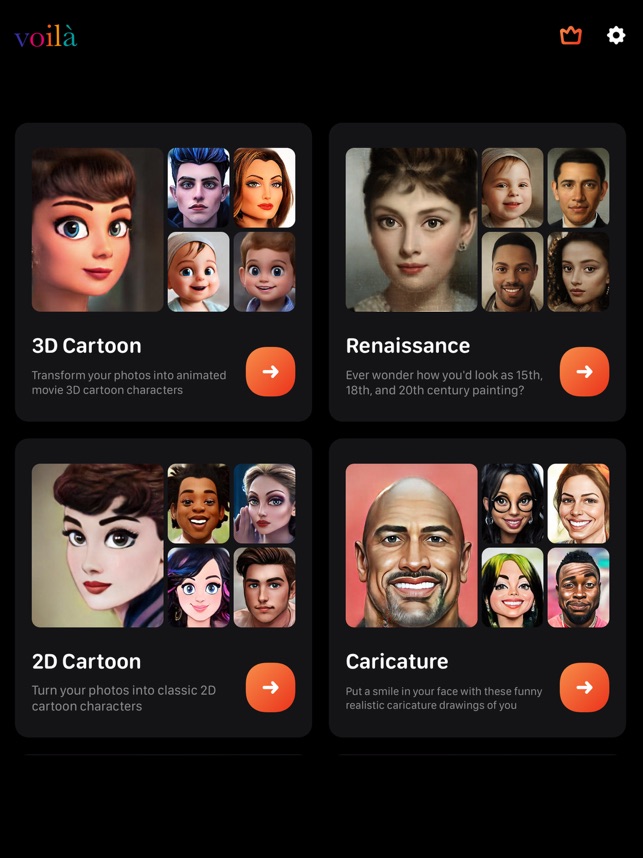 voilà
3D Cartoon
Transform your photos into animated
movie 3D cartoon characters
Renaissance
Ever wonder how you'd look as 15th,
18th, and 20th century painting?
2D Cartoon
Turn your photos into classic 2D
cartoon characters
Caricature
Put a smile in your face with these funny
realistic caricature drawings of you